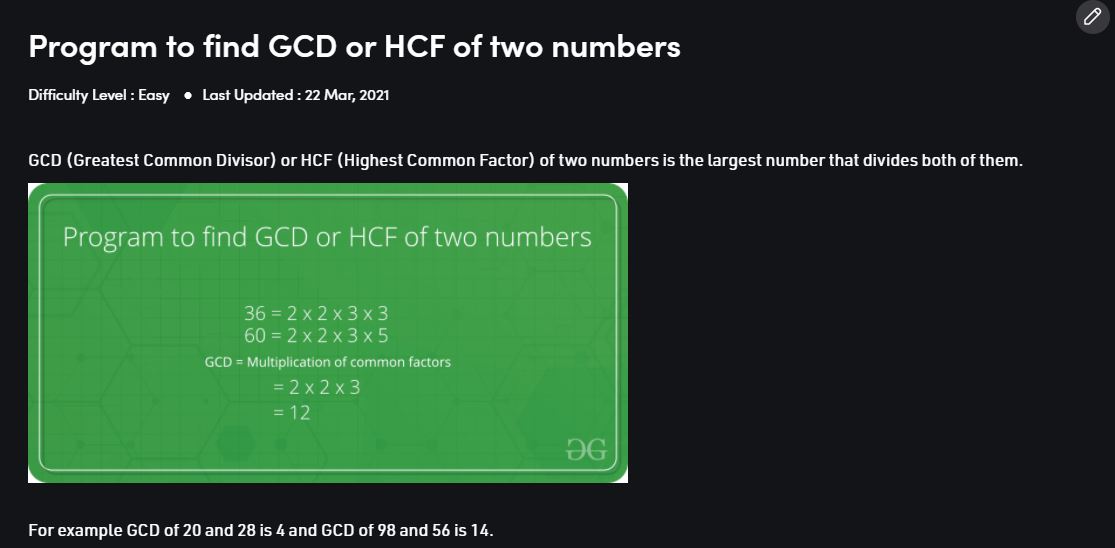 Program to find GCD or HCF of two numbers
Difficulty Level : Easy ● Last Updated : 22 Mar, 2021
GCD (Greatest Common Divisor) or HCF (Highest Common Factor) of two numbers is the largest number that divides both of them.
Program to find GCD or HCF of two numbers
36 = 2 x 2 x 3 x 3
60 = 2 x 2 x 3 x 5
GCD = Multiplication of common factors
= 2 x 2 x 3
= 12
For example GCD of 20 and 28 is 4 and GCD of 98 and 56 is 14.